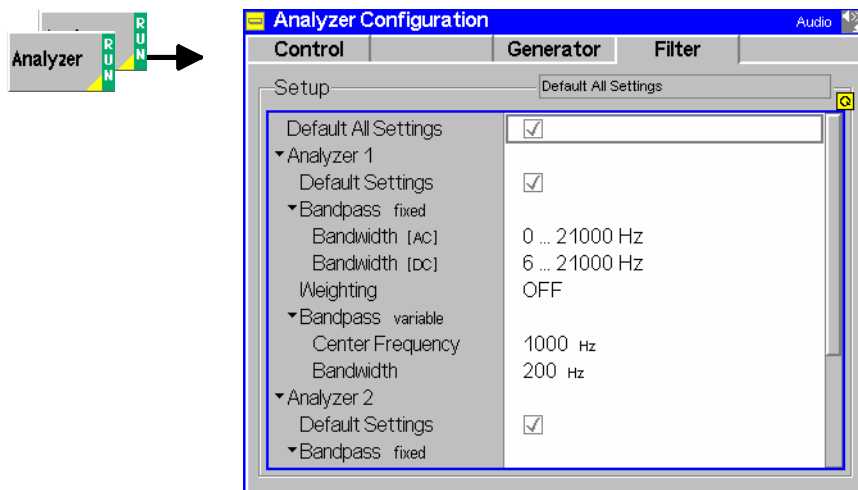 RUN
Analyzer RUN
Analyzer Configuration Audio
Control Generator Filter
Setup Default All Settings
Default All Settings
Analyzer 1
Default Settings
Bandpass fixed
Bandwidth [AC] 0 ... 21000 Hz
Bandwidth [DC] 6 ... 21000 Hz
Weighting OFF
Bandpass variable
Center Frequency 1000 Hz
Bandwidth 200 Hz
Analyzer 2
Default Settings
Bandpass fixed